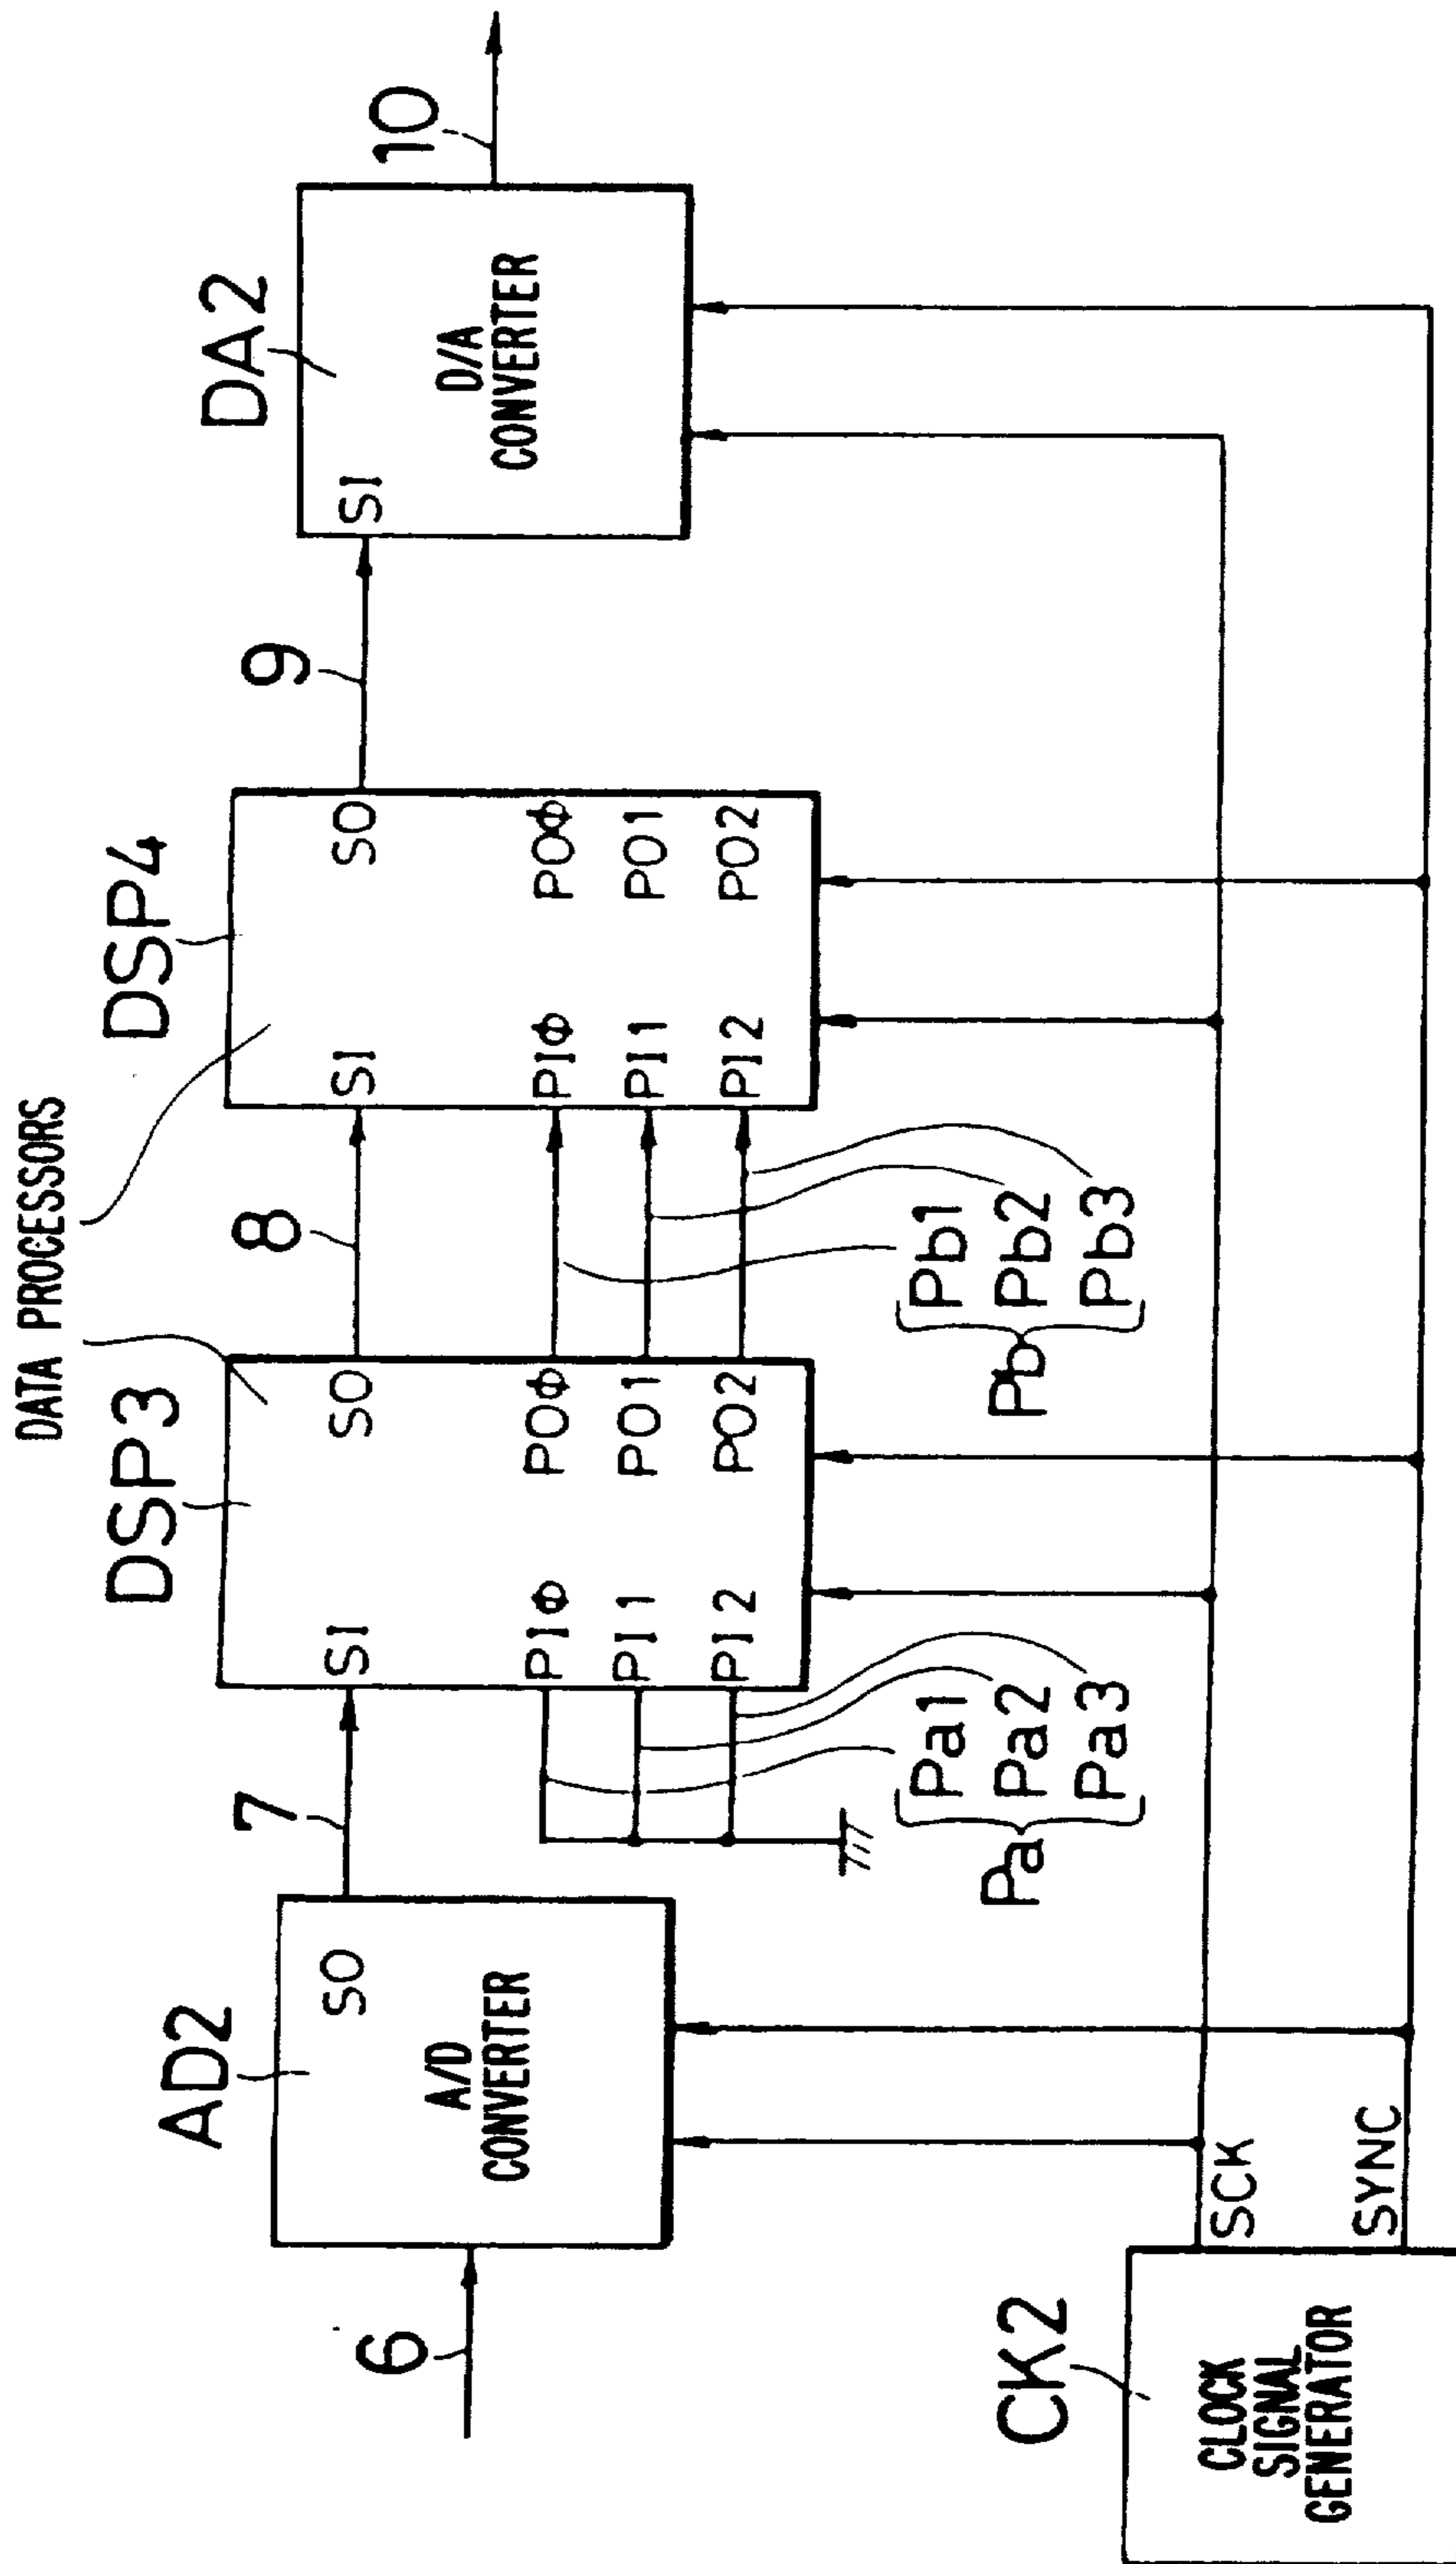 DATA PROCESSORS
AD2
DSP3
DSP4
DA2
6
SO
A/D
CONVERTER
7
SI
SO
PIΦ
POΦ
PI1
PO1
PI2
PO2
8
SI
SO
PIΦ
POΦ
PI1
PO1
PI2
PO2
9
SI
D/A
CONVERTER
10
Pa
Pa1
Pa2
Pa3
Pb
Pb1
Pb2
Pb3
CK2
CLOCK
SIGNAL
GENERATOR
SCK
SYNC